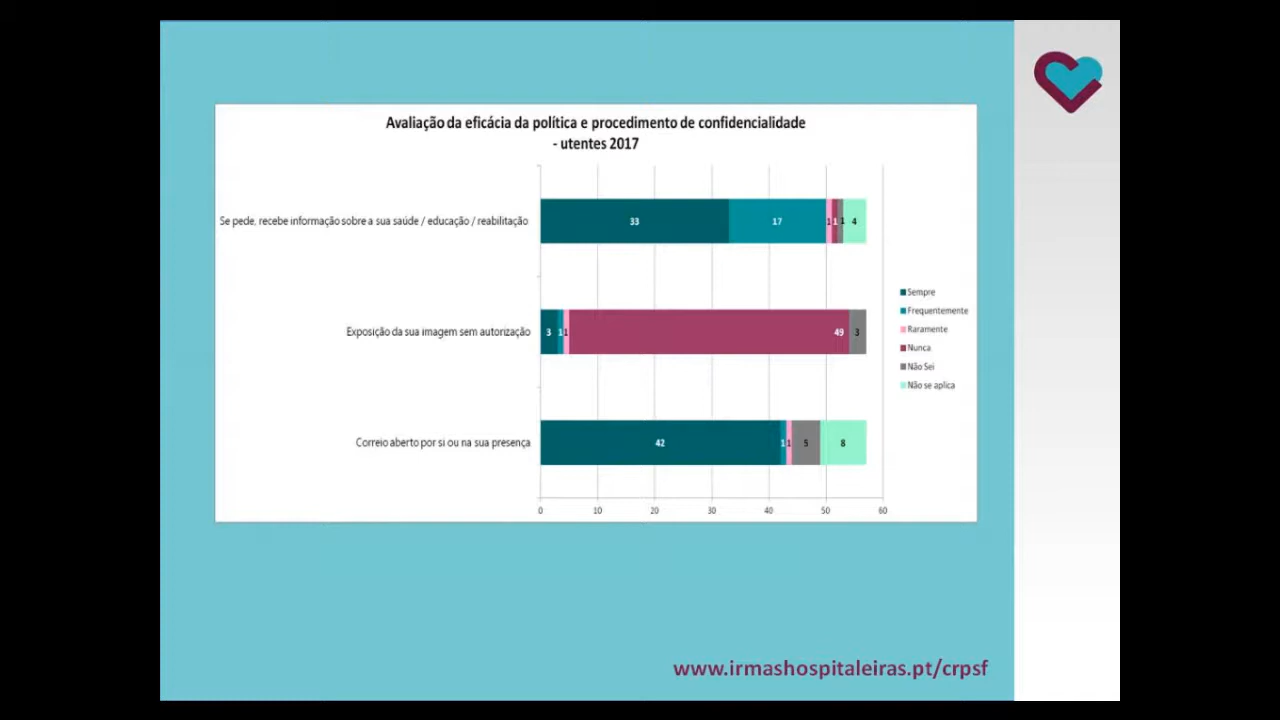 Avaliação da eficácia da política e procedimento de confidencialidade
- utentes 2017
Se pede, recebe informação sobre a sua saúde / educação / reabilitação
33 17 1 1 1 4
Exposição da sua imagem sem autorização
3 1 1 49 3
Correio aberto por si ou na sua presença
42 1 1 5 8
0 10 20 30 40 50 60
Sempre
Frequentemente
Raramente
Nunca
Não Sei
Não se aplica
www.irmashospitaleiras.pt/crpsf